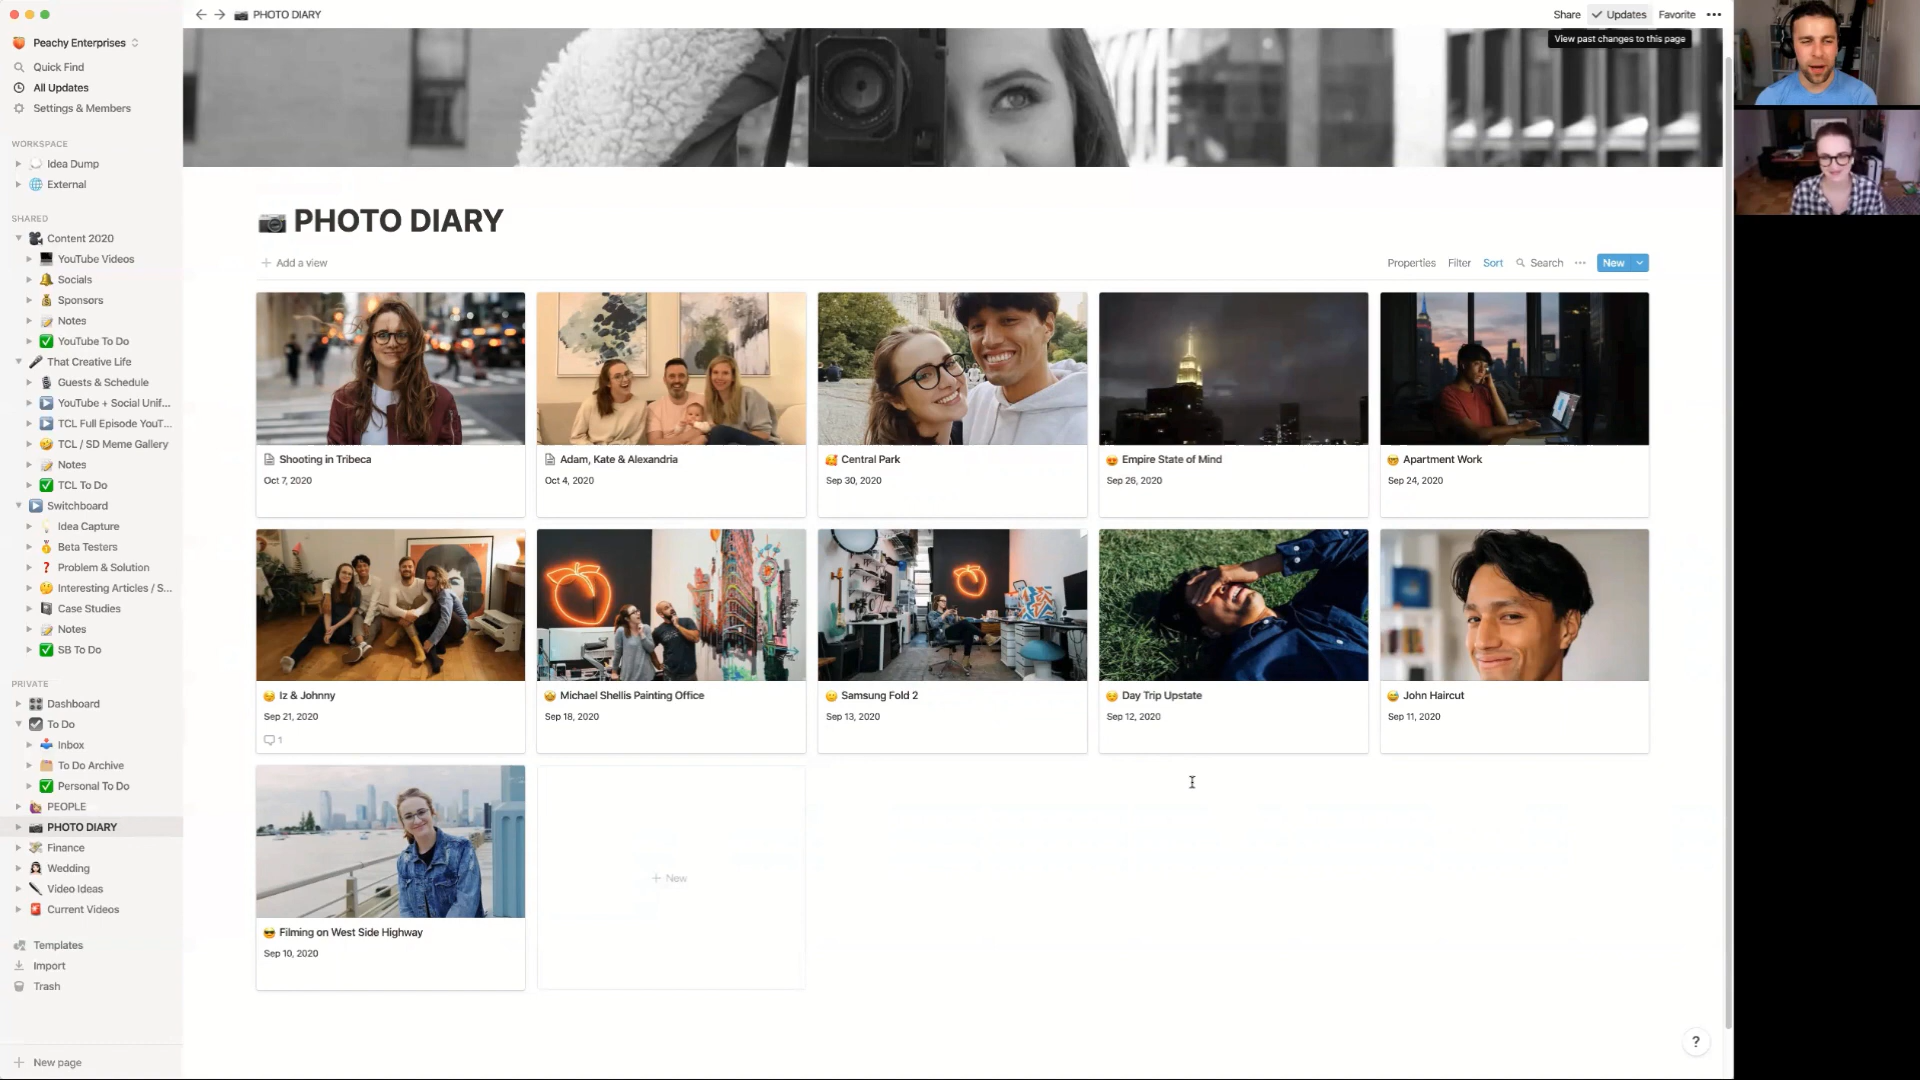 PHOTO DIARY
Share
Updates
Favorite
View past changes to this page
Peachy Enterprises
Quick Find
All Updates
Settings & Members
WORKSPACE
Idea Dump
External
SHARED
Content 2020
YouTube Videos
Socials
Sponsors
Notes
YouTube To Do
That Creative Life
Guests & Schedule
YouTube + Social Unif...
TCL Full Episode YouT...
TCL / SD Meme Gallery
Notes
TCL To Do
Switchboard
Idea Capture
Beta Testers
Problem & Solution
Interesting Articles / S...
Case Studies
Notes
SB To Do
PRIVATE
Dashboard
To Do
Inbox
To Do Archive
Personal To Do
PEOPLE
PHOTO DIARY
Finance
Wedding
Video Ideas
Current Videos
Templates
Import
Trash
New page
PHOTO DIARY
Add a view
Properties
Filter
Sort
Search
New
Shooting in Tribeca
Oct 7, 2020
Adam, Kate & Alexandria
Oct 4, 2020
Central Park
Sep 30, 2020
Empire State of Mind
Sep 26, 2020
Apartment Work
Sep 24, 2020
Iz & Johnny
Sep 21, 2020
1
Michael Shellis Painting Office
Sep 18, 2020
Samsung Fold 2
Sep 13, 2020
Day Trip Upstate
Sep 12, 2020
John Haircut
Sep 11, 2020
Filming on West Side Highway
Sep 10, 2020
+ New
?